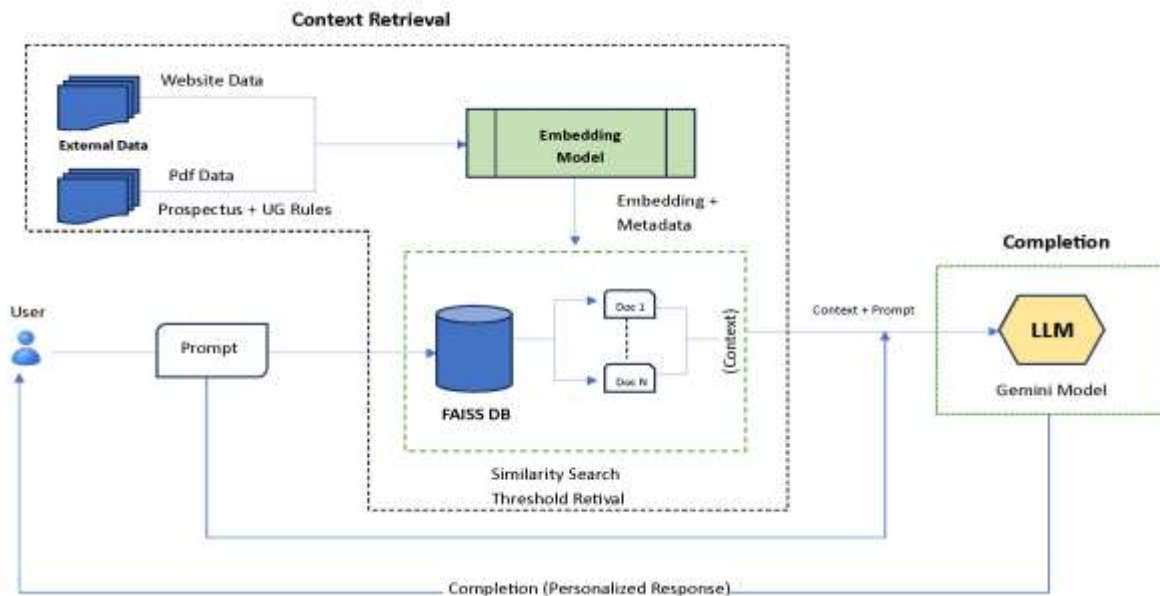 Context Retrieval
Website Data
External Data
Pdf Data
Prospectus + UG Rules
Embedding
Model
Embedding +
Metadata
Completion
User
Prompt
FAISS DB
Doc 1
Doc N
(Context)
Context + Prompt
LLM
Gemini Model
Similarity Search
Threshold Retival
Completion (Personalized Response)